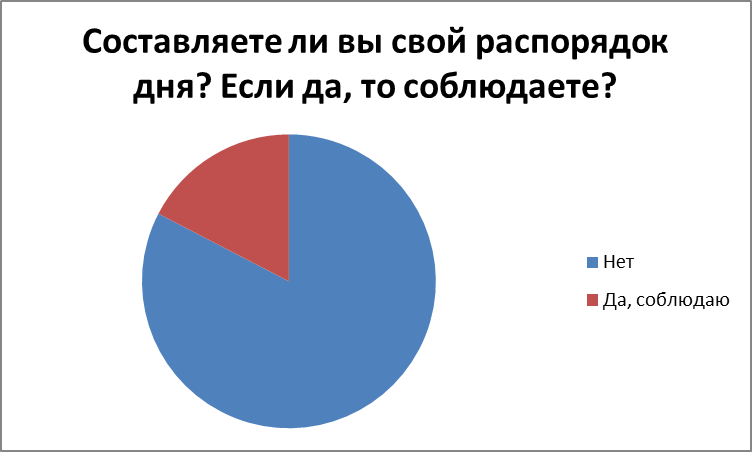 Составляете ли вы свой распорядок
дня? Если да, то соблюдаете?
Нет
Да, соблюдаю